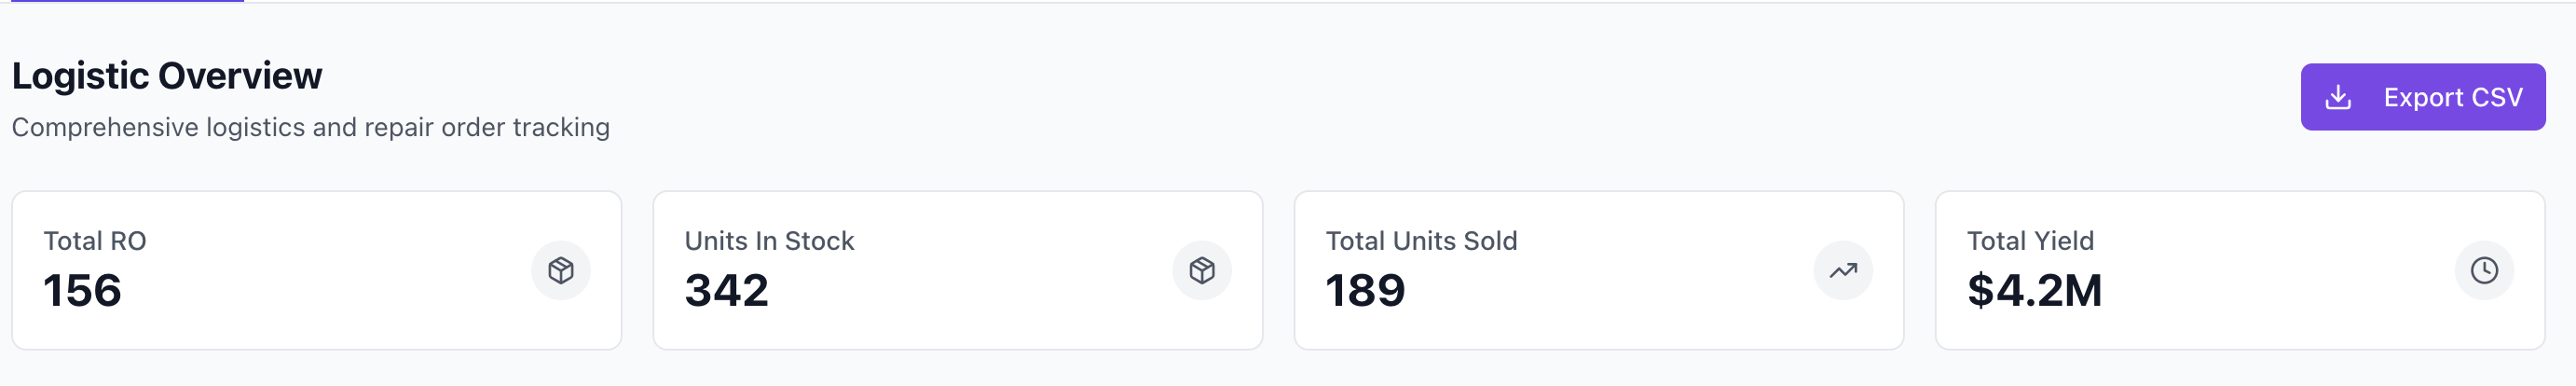 Logistic Overview
Comprehensive logistics and repair order tracking
Export CSV
Total RO
156
Units In Stock
342
Total Units Sold
189
Total Yield
$4.2M